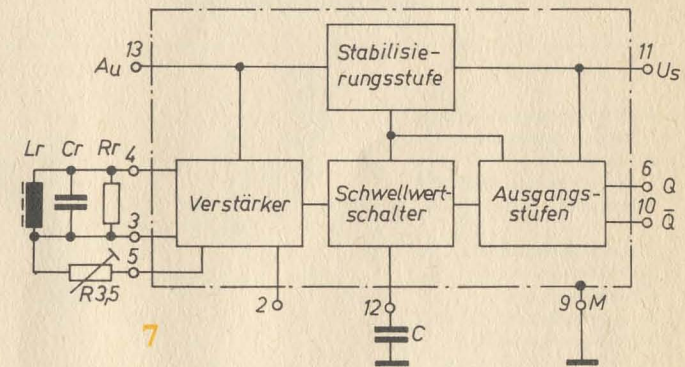 13
Au
Stabilisie-
rungsstufe
11
Us
Lr Cr Rr 4
Verstärker
Schwellwert-
schalter
Ausgangs-
stufen
6
Q
10
Q̅
3
5
R3,5
2
12
C
9 M
7